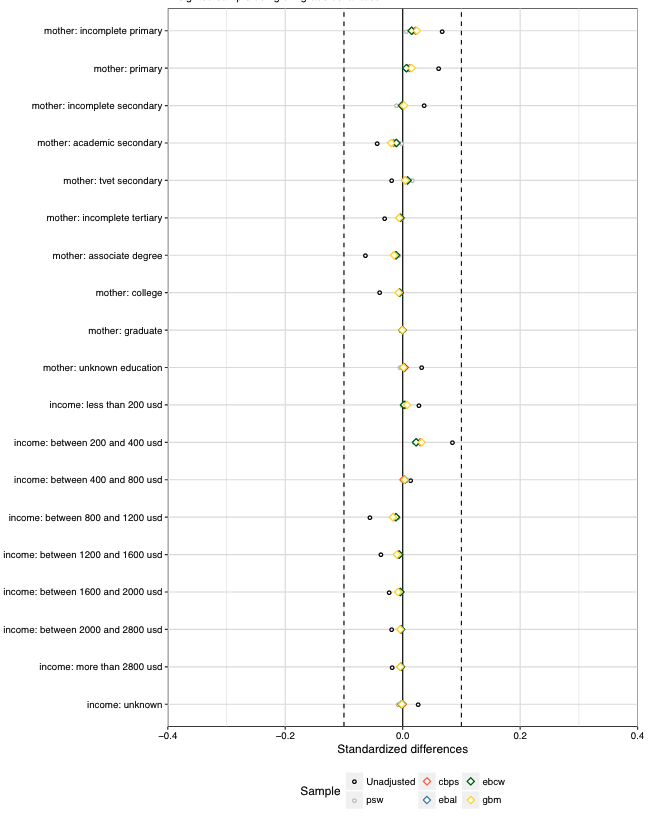 mother: incomplete primary
mother: primary
mother: incomplete secondary
mother: academic secondary
mother: tvet secondary
mother: incomplete tertiary
mother: associate degree
mother: college
mother: graduate
mother: unknown education
income: less than 200 usd
income: between 200 and 400 usd
income: between 400 and 800 usd
income: between 800 and 1200 usd
income: between 1200 and 1600 usd
income: between 1600 and 2000 usd
income: between 2000 and 2800 usd
income: more than 2800 usd
income: unknown
−0.4 −0.2 0.0 0.2 0.4
Standardized differences
Sample
Unadjusted cbps ebcw
psw ebal gbm